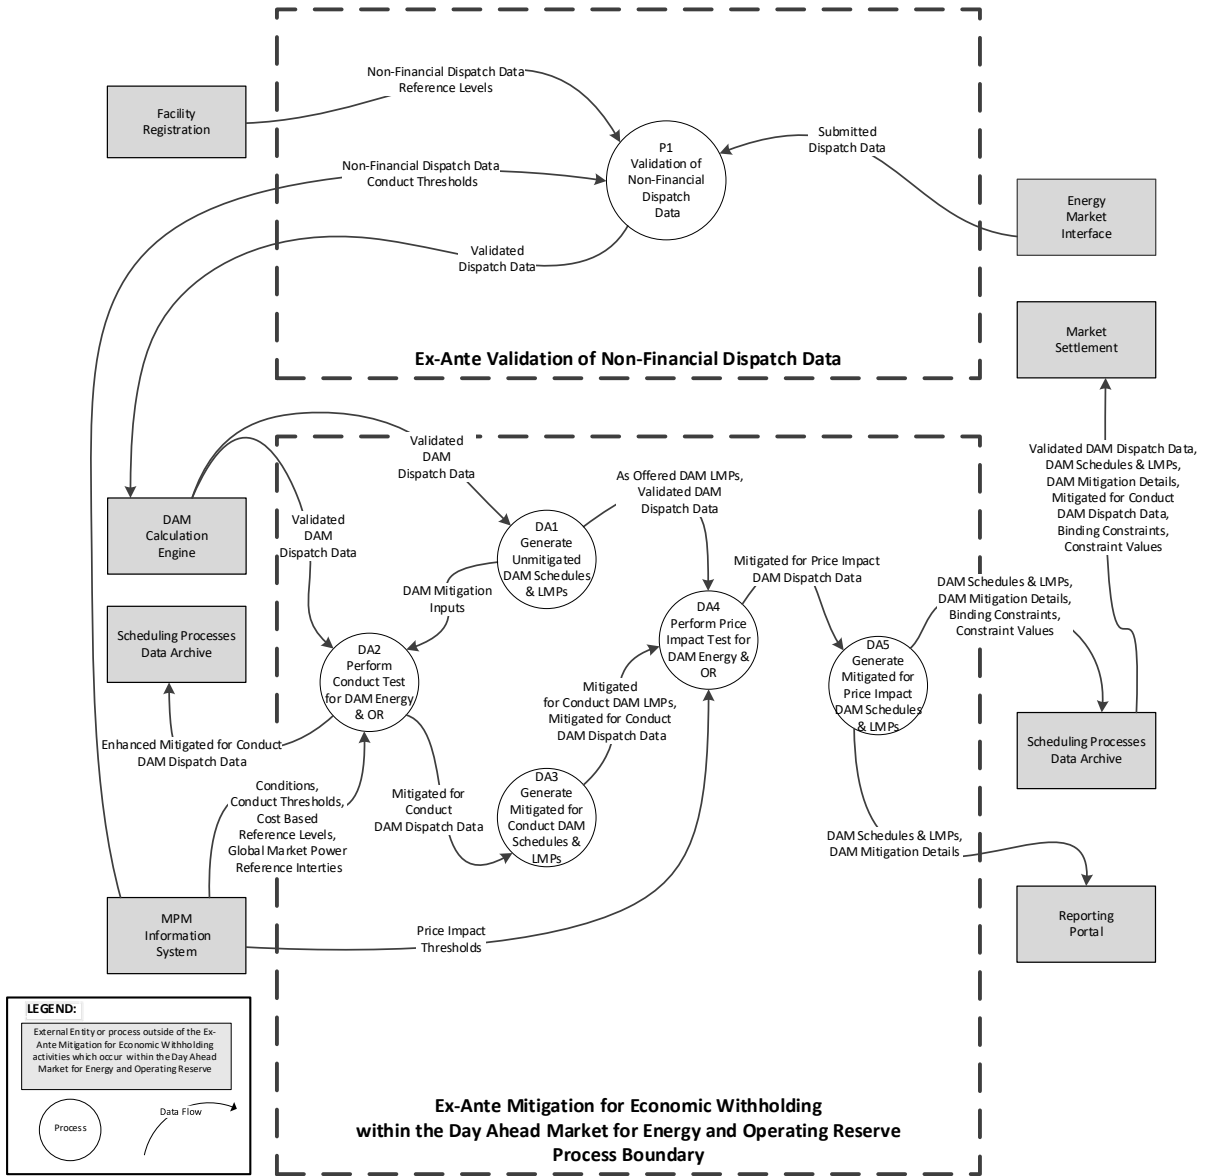 Non-Financial Dispatch Data
Reference Levels
Facility
Registration
Submitted
Dispatch Data
P1
Validation of
Non-Financial
Dispatch
Data
Non-Financial Dispatch Data
Conduct Thresholds
Energy
Market
Interface
Validated
Dispatch Data
Market
Settlement
Ex-Ante Validation of Non-Financial Dispatch Data
Validated
DAM
Dispatch Data
Validated DAM Dispatch Data,
DAM Schedules & LMPs,
DAM Mitigation Details,
Mitigated for Conduct
DAM Dispatch Data,
Binding Constraints,
Constraint Values
As Offered DAM LMPs,
Validated DAM
Dispatch Data
DAM
Calculation
Engine
Validated
DAM
Dispatch Data
DA1
Generate
Unmitigated
DAM Schedules
& LMPs
Mitigated for Price Impact
DAM Dispatch Data
DAM Mitigation
Inputs
DAM Schedules & LMPs,
DAM Mitigation Details,
Binding Constraints,
Constraint Values
DA4
Perform Price
Impact Test for
DAM Energy &
OR
Scheduling Processes
Data Archive
DA2
Perform
Conduct Test
for DAM Energy
& OR
DA5
Generate
Mitigated for
Price Impact
DAM Schedules
& LMPs
Mitigated
for Conduct DAM LMPs,
Mitigated for Conduct
DAM Dispatch Data
Enhanced Mitigated for Conduct
DAM Dispatch Data
Scheduling Processes
Data Archive
Conditions,
Conduct Thresholds,
Cost Based
Reference Levels,
Global Market Power
Reference Interties
Mitigated for
Conduct
DAM Dispatch Data
DA3
Generate
Mitigated for
Conduct DAM
Schedules &
LMPs
DAM Schedules & LMPs,
DAM Mitigation Details
MPM
Information
System
Price Impact
Thresholds
Reporting
Portal
LEGEND:
External Entity or process outside of the Ex-
Ante Mitigation for Economic Withholding
activities which occur within the Day Ahead
Market for Energy and Operating Reserve
Process
Data Flow
Ex-Ante Mitigation for Economic Withholding
within the Day Ahead Market for Energy and Operating Reserve
Process Boundary